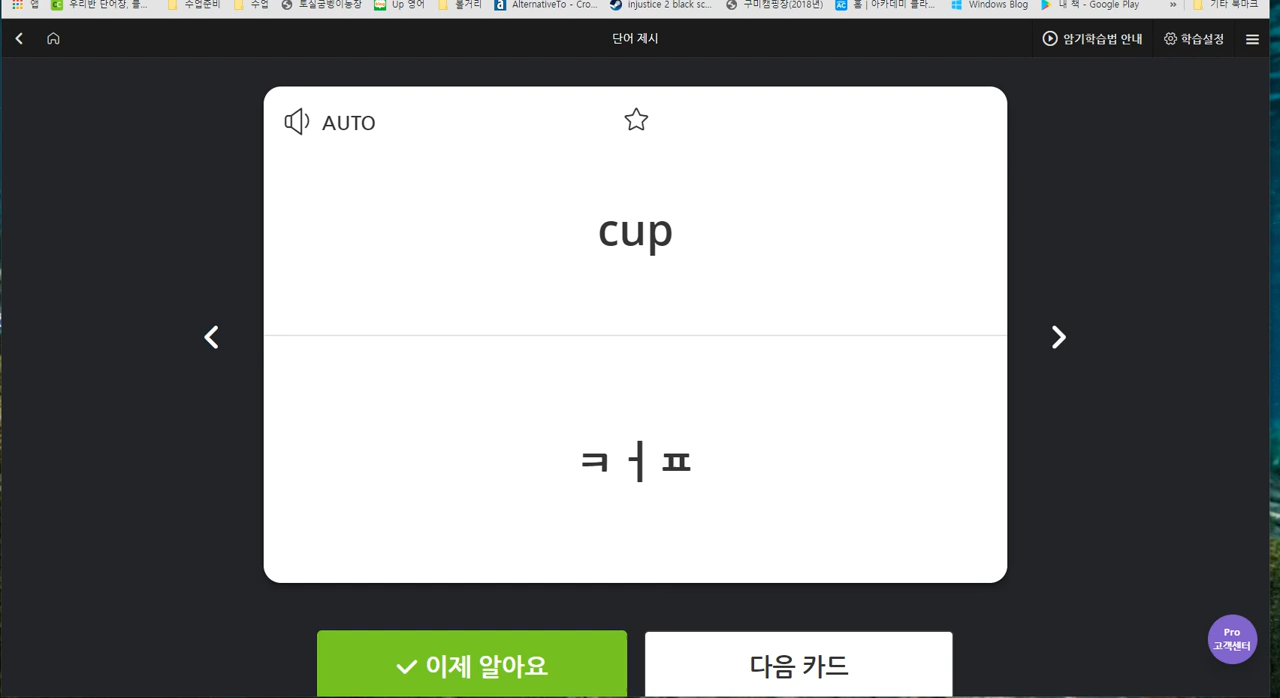 앱 우리반 단어장, 클... 수업준비 수업 토실굼벵이농장 Up 영어 볼거리 AlternativeTo - Cro... injustice 2 black sc... 구미캠핑장(2018년) 홈 | 아카데미 클라... Windows Blog 내 책 - Google Play » 기타 북마크
단어 제시 암기학습법 안내 학습설정
AUTO
cup
ㅋ ㅓ ㅍ
Pro
고객센터
이제 알아요 다음 카드